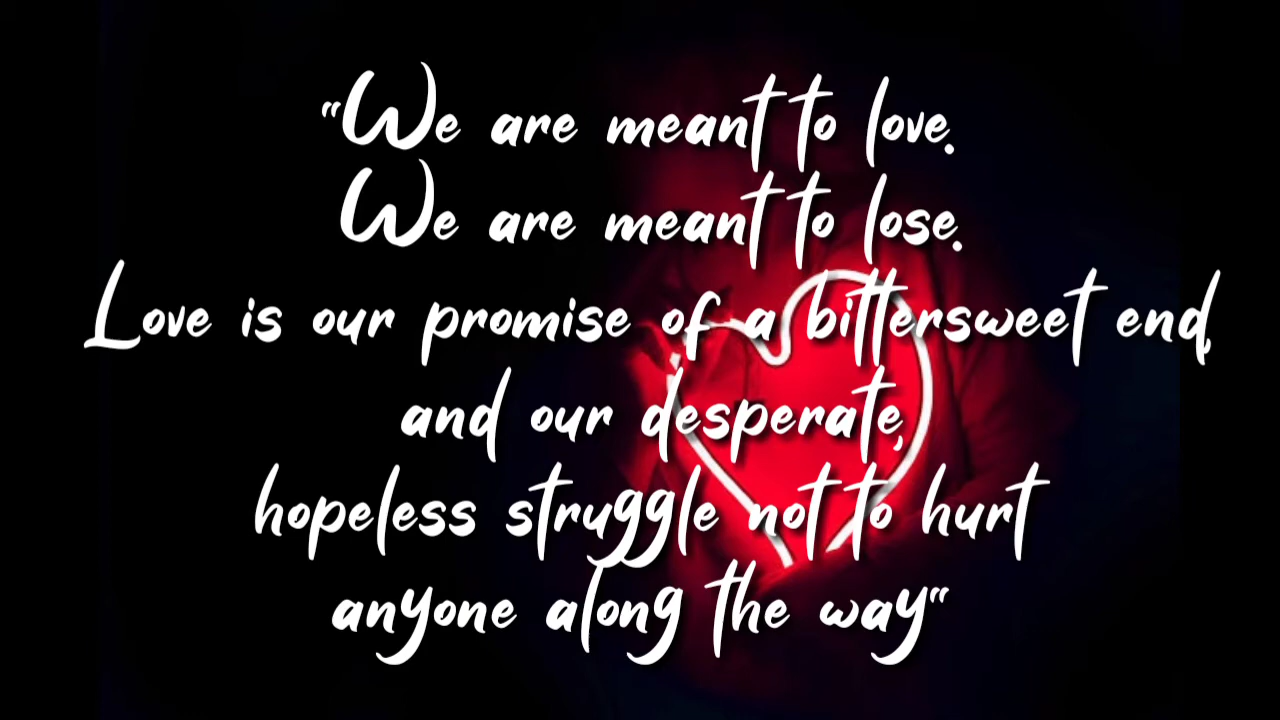 "We are meant to love.
We are meant to lose.
Love is our promise of a bittersweet end,
and our desperate,
hopeless struggle not to hurt
anyone along the way"